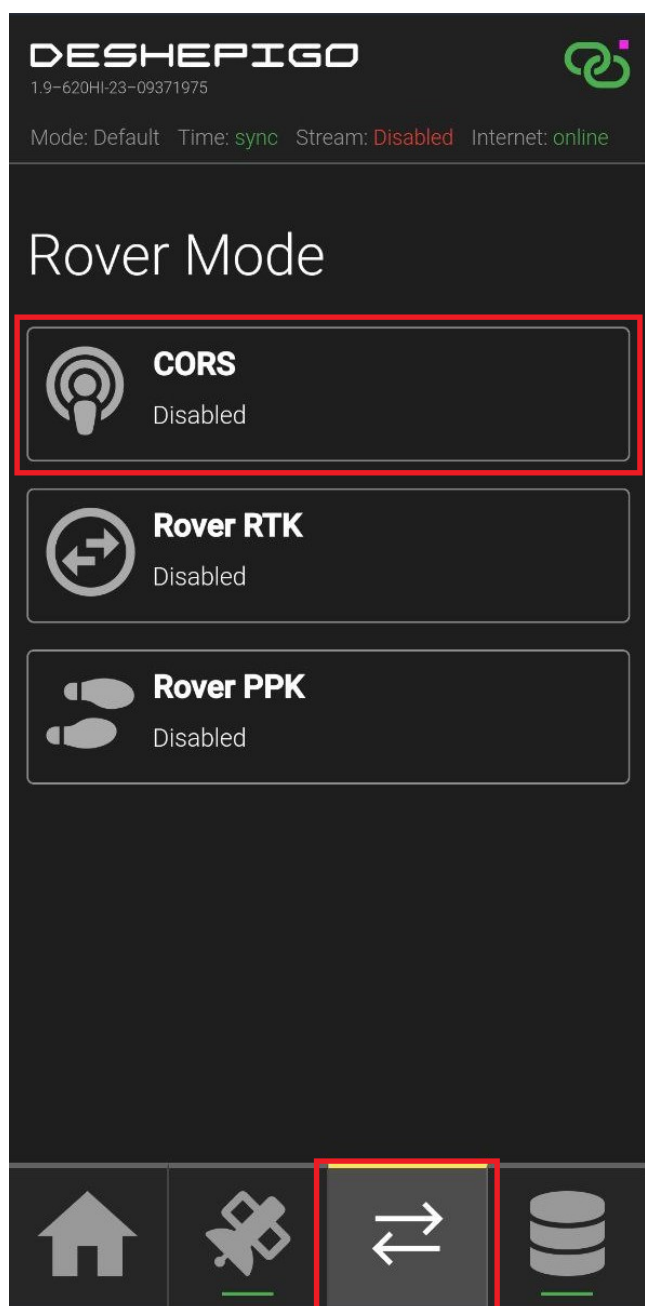 DESHEPIGO
1.9-620HI-23-09371975
Mode: Default Time: sync Stream: Disabled Internet: online
Rover Mode
CORS
Disabled
Rover RTK
Disabled
Rover PPK
Disabled